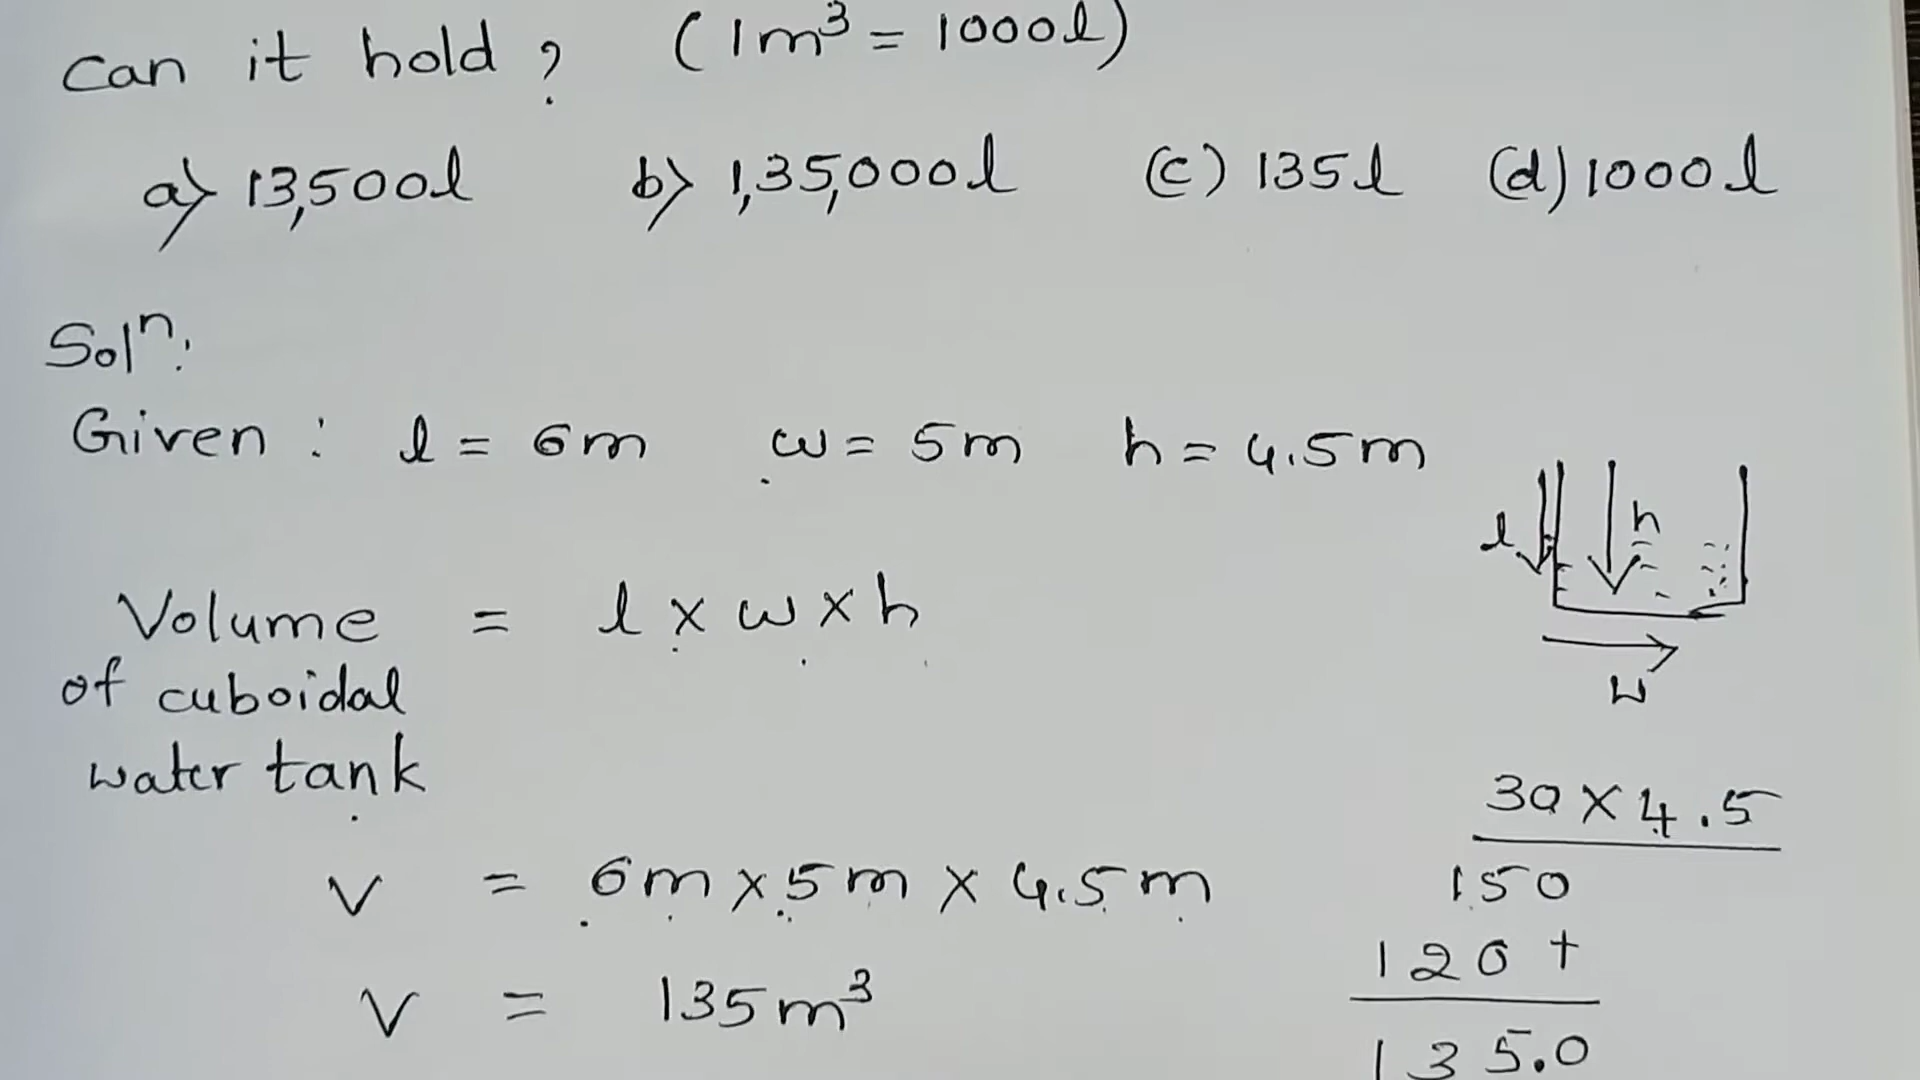 can it hold ? (1m³ = 1000l)
a) 13,500l b) 1,35,000l (c) 135l (d) 1000l
Solⁿ:
Given : l = 6m w = 5m h = 4.5m
l h
w
Volume = l x w x h
of cuboidal
water tank
30 x 4.5
150
120 +
135.0
V = 6m x 5m x 4.5m
V = 135m³